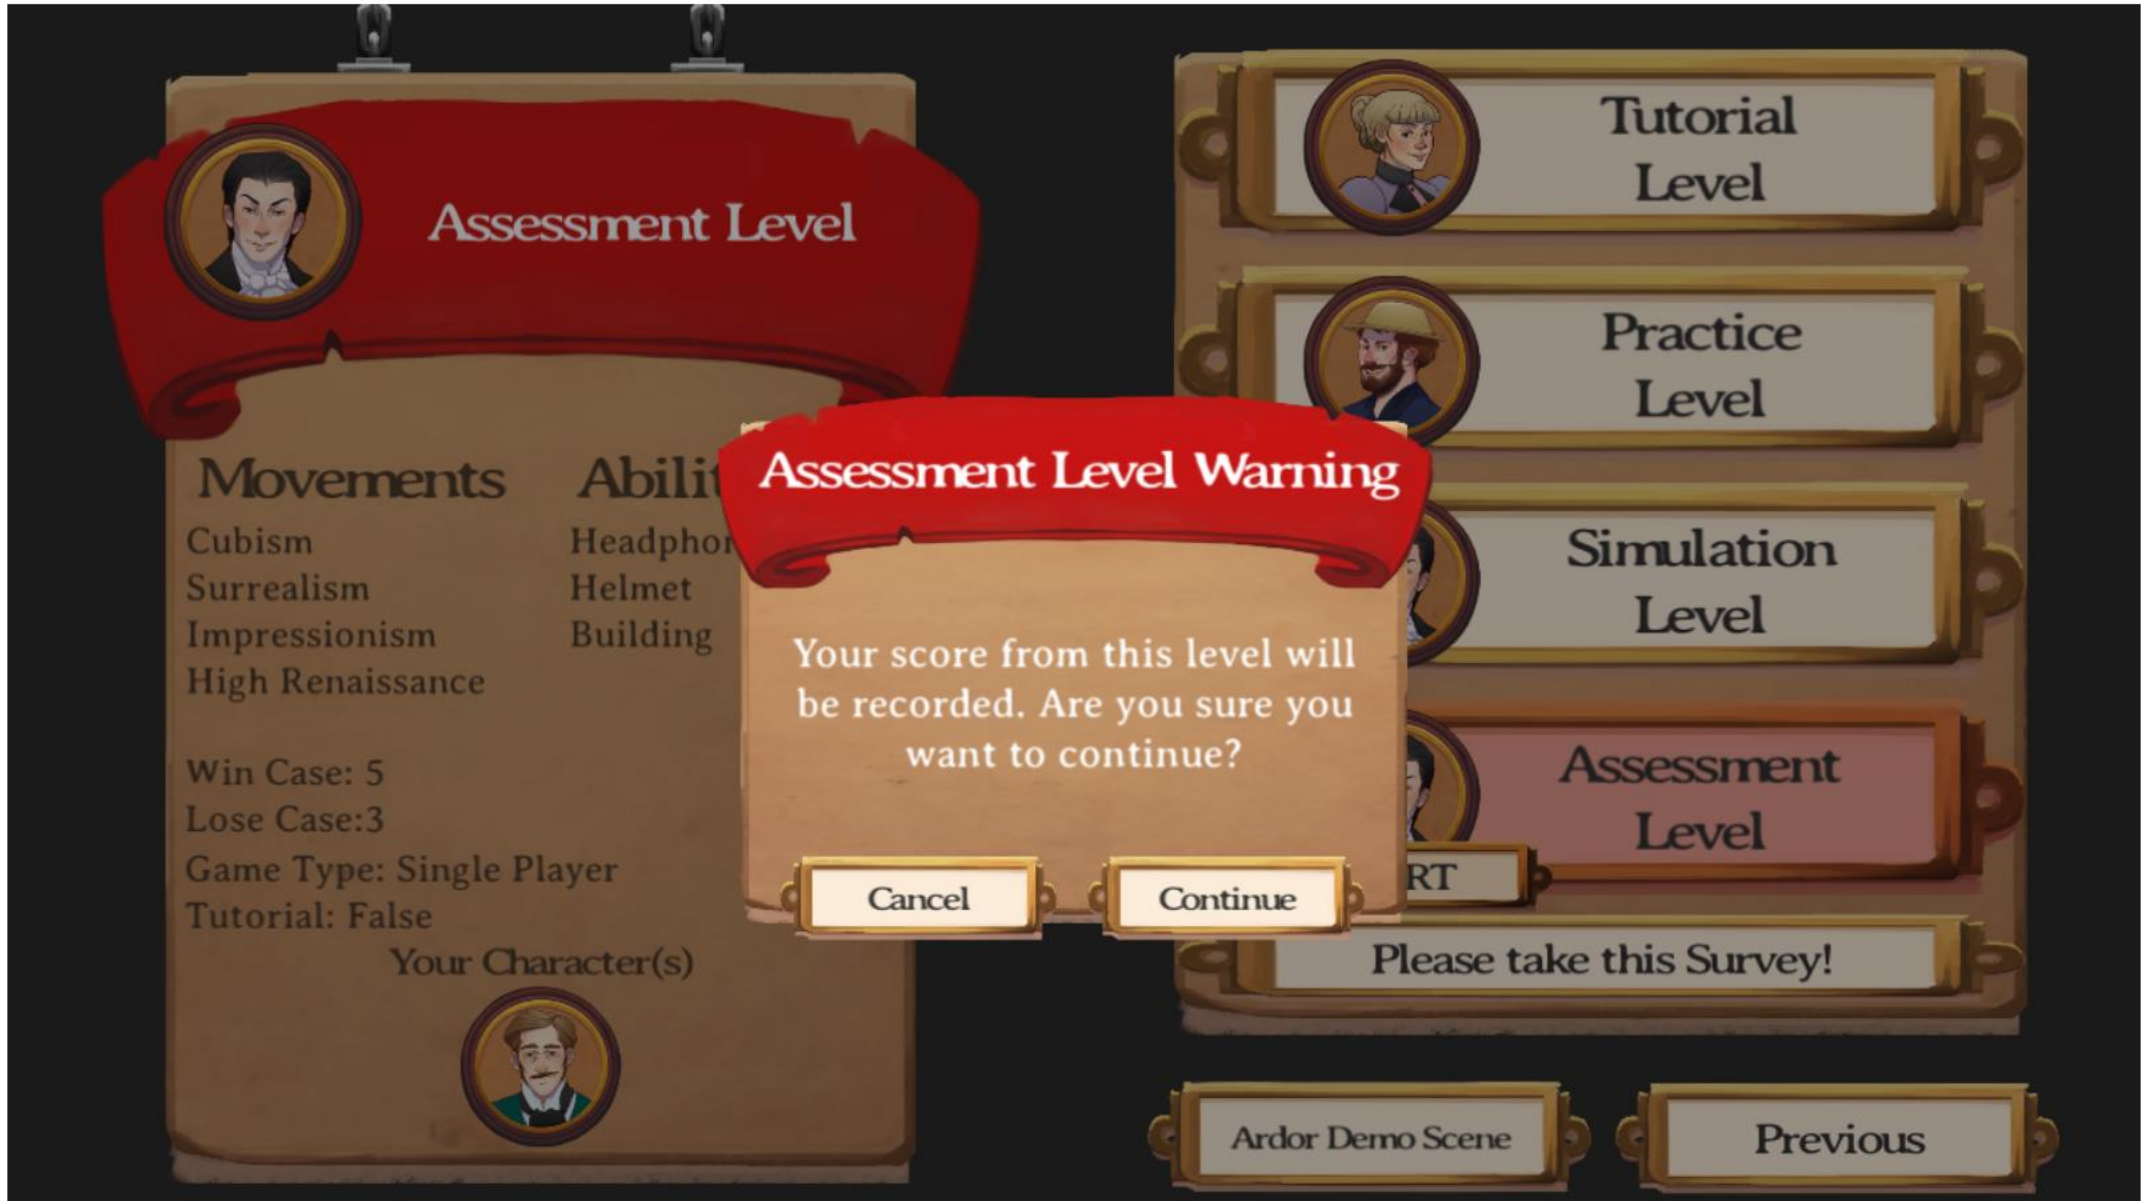 Assessment Level
Movements
Cubism
Surrealism
Impressionism
High Renaissance
Helmet
Building
Win Case: 5
Lose Case:3
Game Type: Single Player
Tutorial: False
Your Character(s)
Assessment Level Warning
Your score from this level will
be recorded. Are you sure you
want to continue?
Cancel
Continue
Tutorial
Level
Practice
Level
Simulation
Level
Assessment
Level
Please take this Survey!
Ardor Demo Scene
Previous